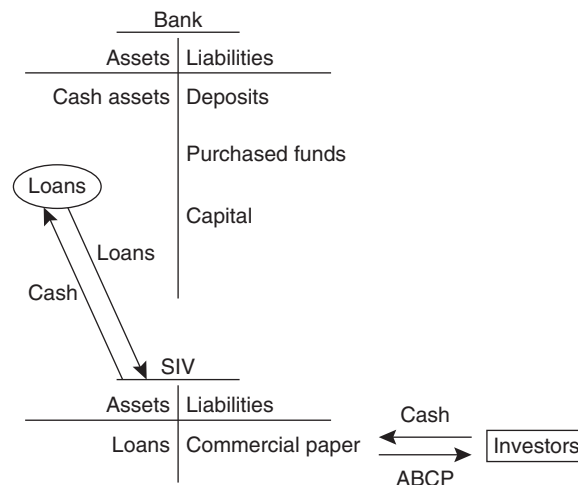 Bank
Assets Liabilities
Cash assets Deposits
Purchased funds
Loans
Capital
Loans
Cash
SIV
Assets Liabilities
Cash
Loans Commercial paper
Investors
ABCP